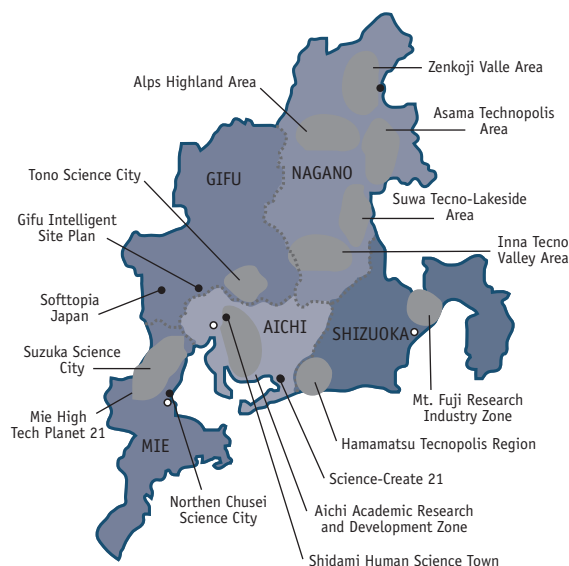 Zenkoji Valle Area
Alps Highland Area
Asama Technopolis
Area
Tono Science City
GIFU
NAGANO
Gifu Intelligent
Site Plan
Suwa Tecno-Lakeside
Area
Inna Tecno
Valley Area
Softtopia
Japan
AICHI
SHIZUOKA
Suzuka Science
City
Mt. Fuji Research
Industry Zone
Mie High
Tech Planet 21
MIE
Hamamatsu Tecnopolis Region
Science-Create 21
Northen Chusei
Science City
Aichi Academic Research
and Development Zone
Shidami Human Science Town